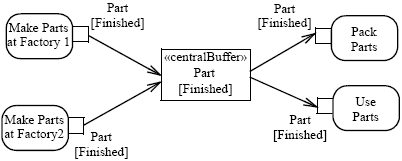 Part
[Finished]
Make Parts
at Factory 1
Part
[Finished]
Pack
Parts
«centralBuffer»
Part
[Finished]
Make Parts
at Factory2
Part
[Finished]
Use
Parts
Part
[Finished]